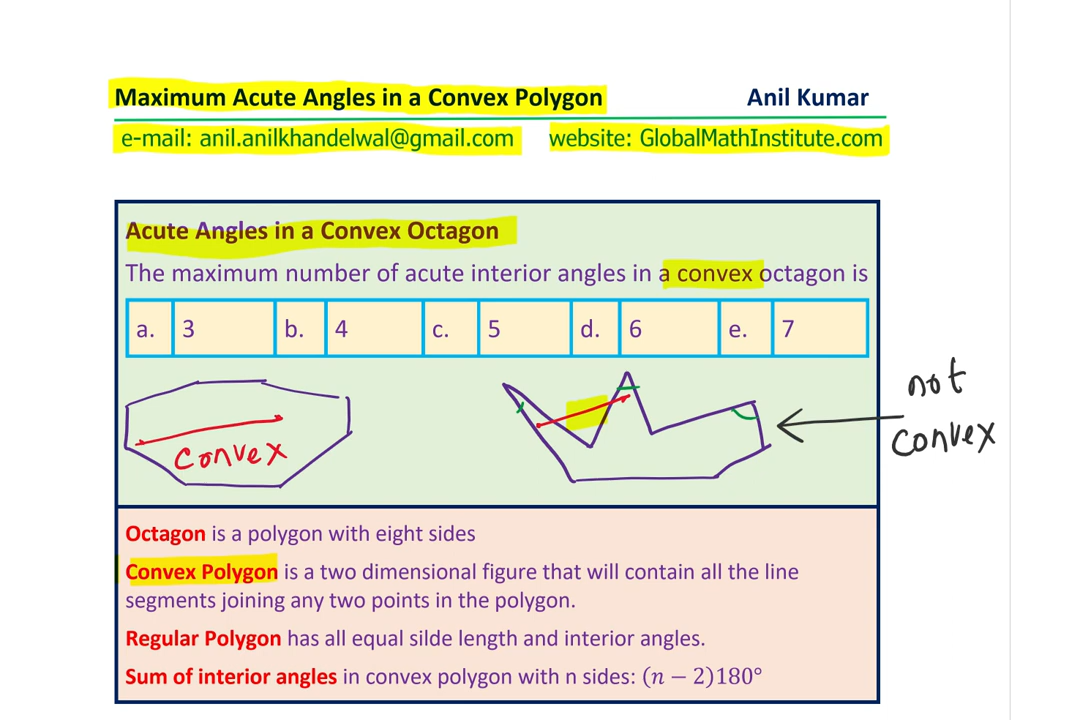 Maximum Acute Angles in a Convex Polygon Anil Kumar
e-mail: anil.anilkhandelwal@gmail.com website: GlobalMathInstitute.com
Acute Angles in a Convex Octagon
The maximum number of acute interior angles in a convex octagon is
a. 3 b. 4 c. 5 d. 6 e. 7
not
convex
convex
Octagon is a polygon with eight sides
Convex Polygon is a two dimensional figure that will contain all the line
segments joining any two points in the polygon.
Regular Polygon has all equal silde length and interior angles.
Sum of interior angles in convex polygon with n sides: (n − 2)180°